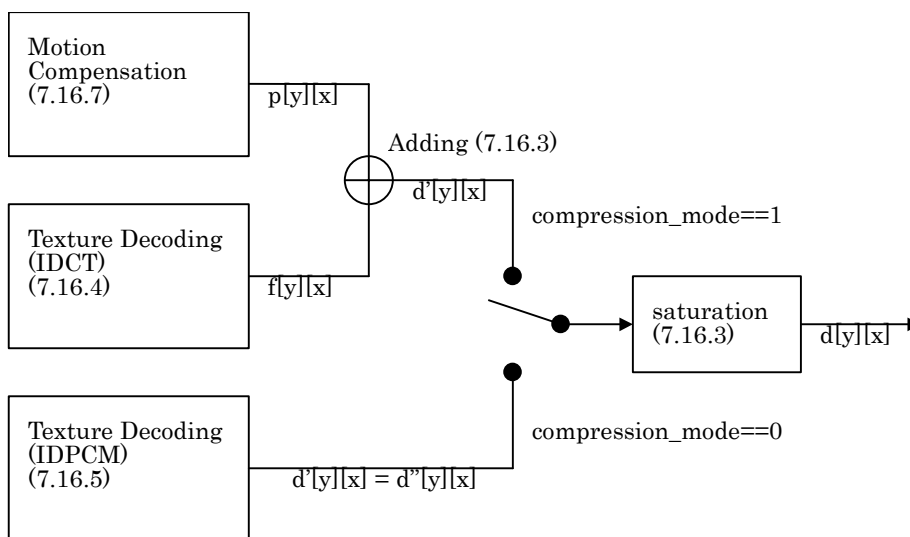 Motion
Compensation
(7.16.7)
p[y][x]
Adding (7.16.3)
d'[y][x]
compression_mode==1
Texture Decoding
(IDCT)
(7.16.4)
f[y][x]
saturation
(7.16.3)
d[y][x]
Texture Decoding
(IDPCM)
(7.16.5)
compression_mode==0
d'[y][x] = d”[y][x]